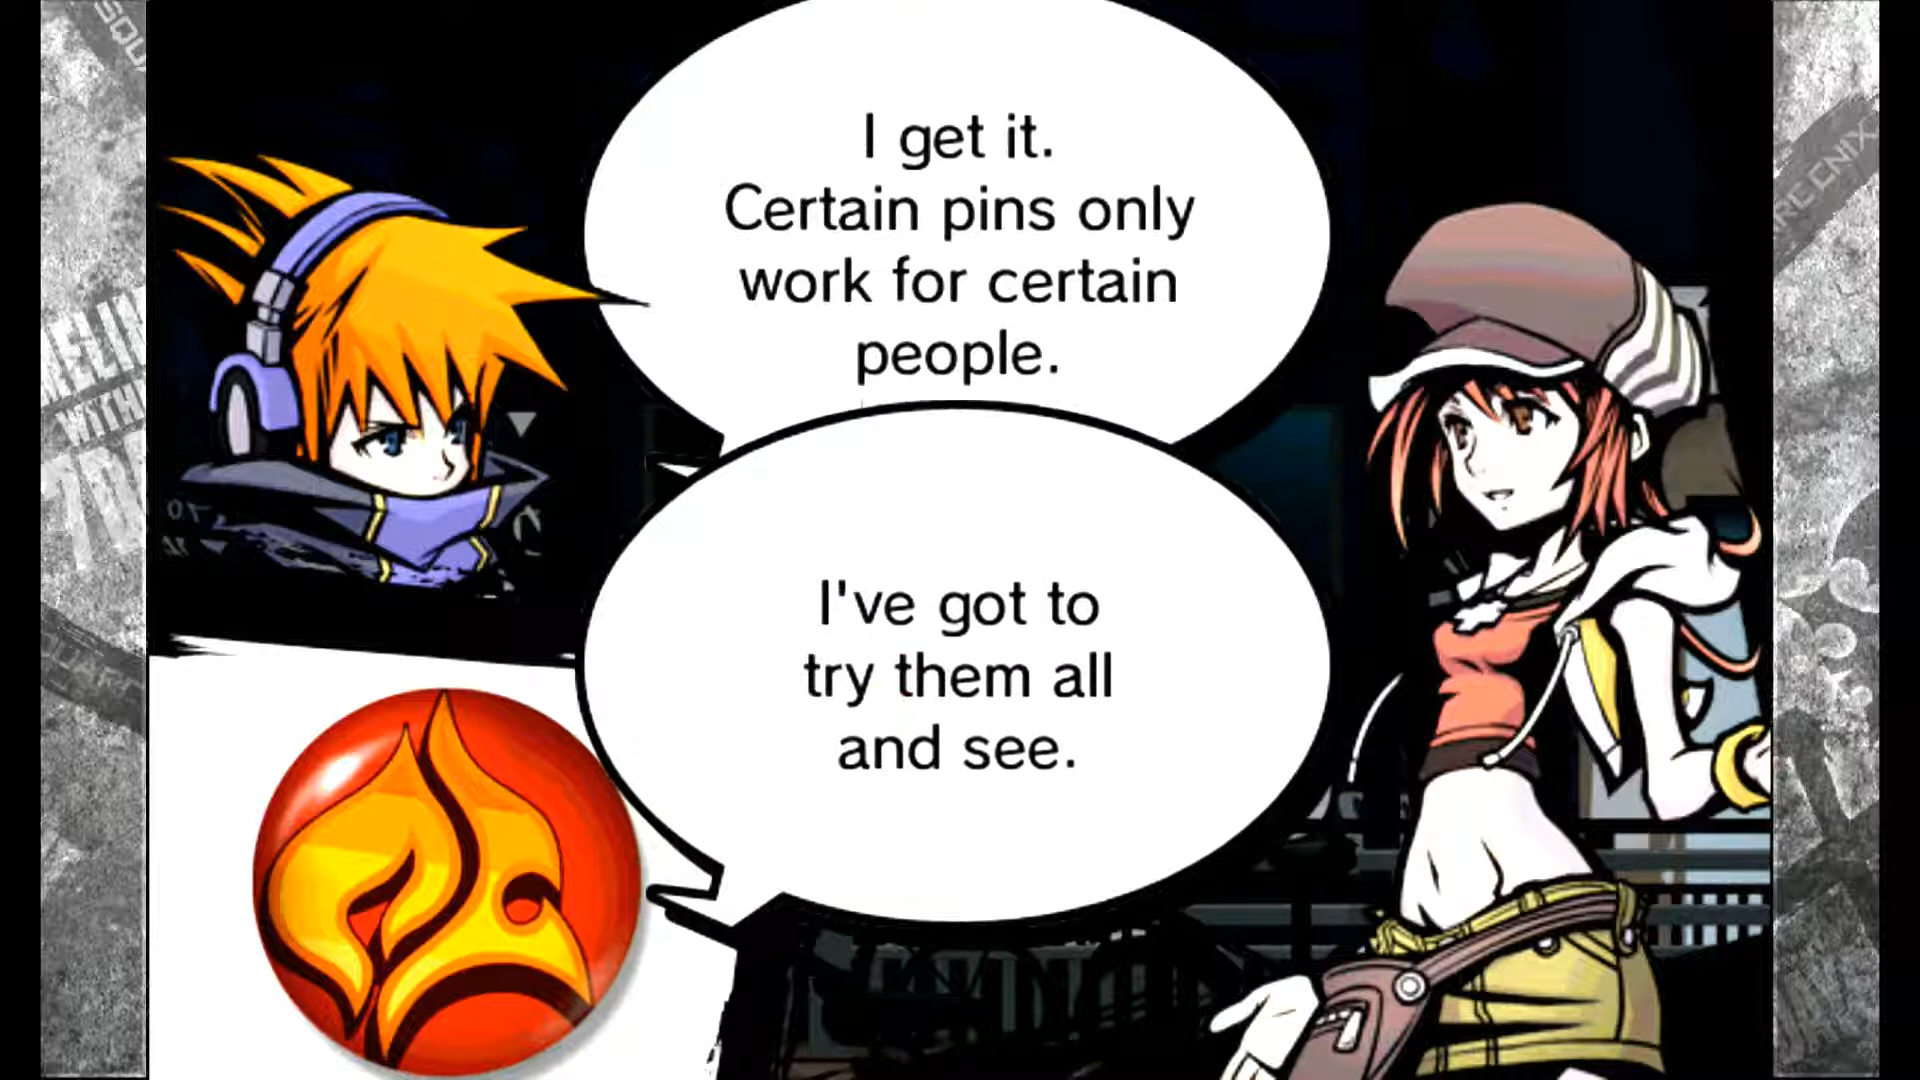 I get it.
Certain pins only
work for certain
people.
I've got to
try them all
and see.